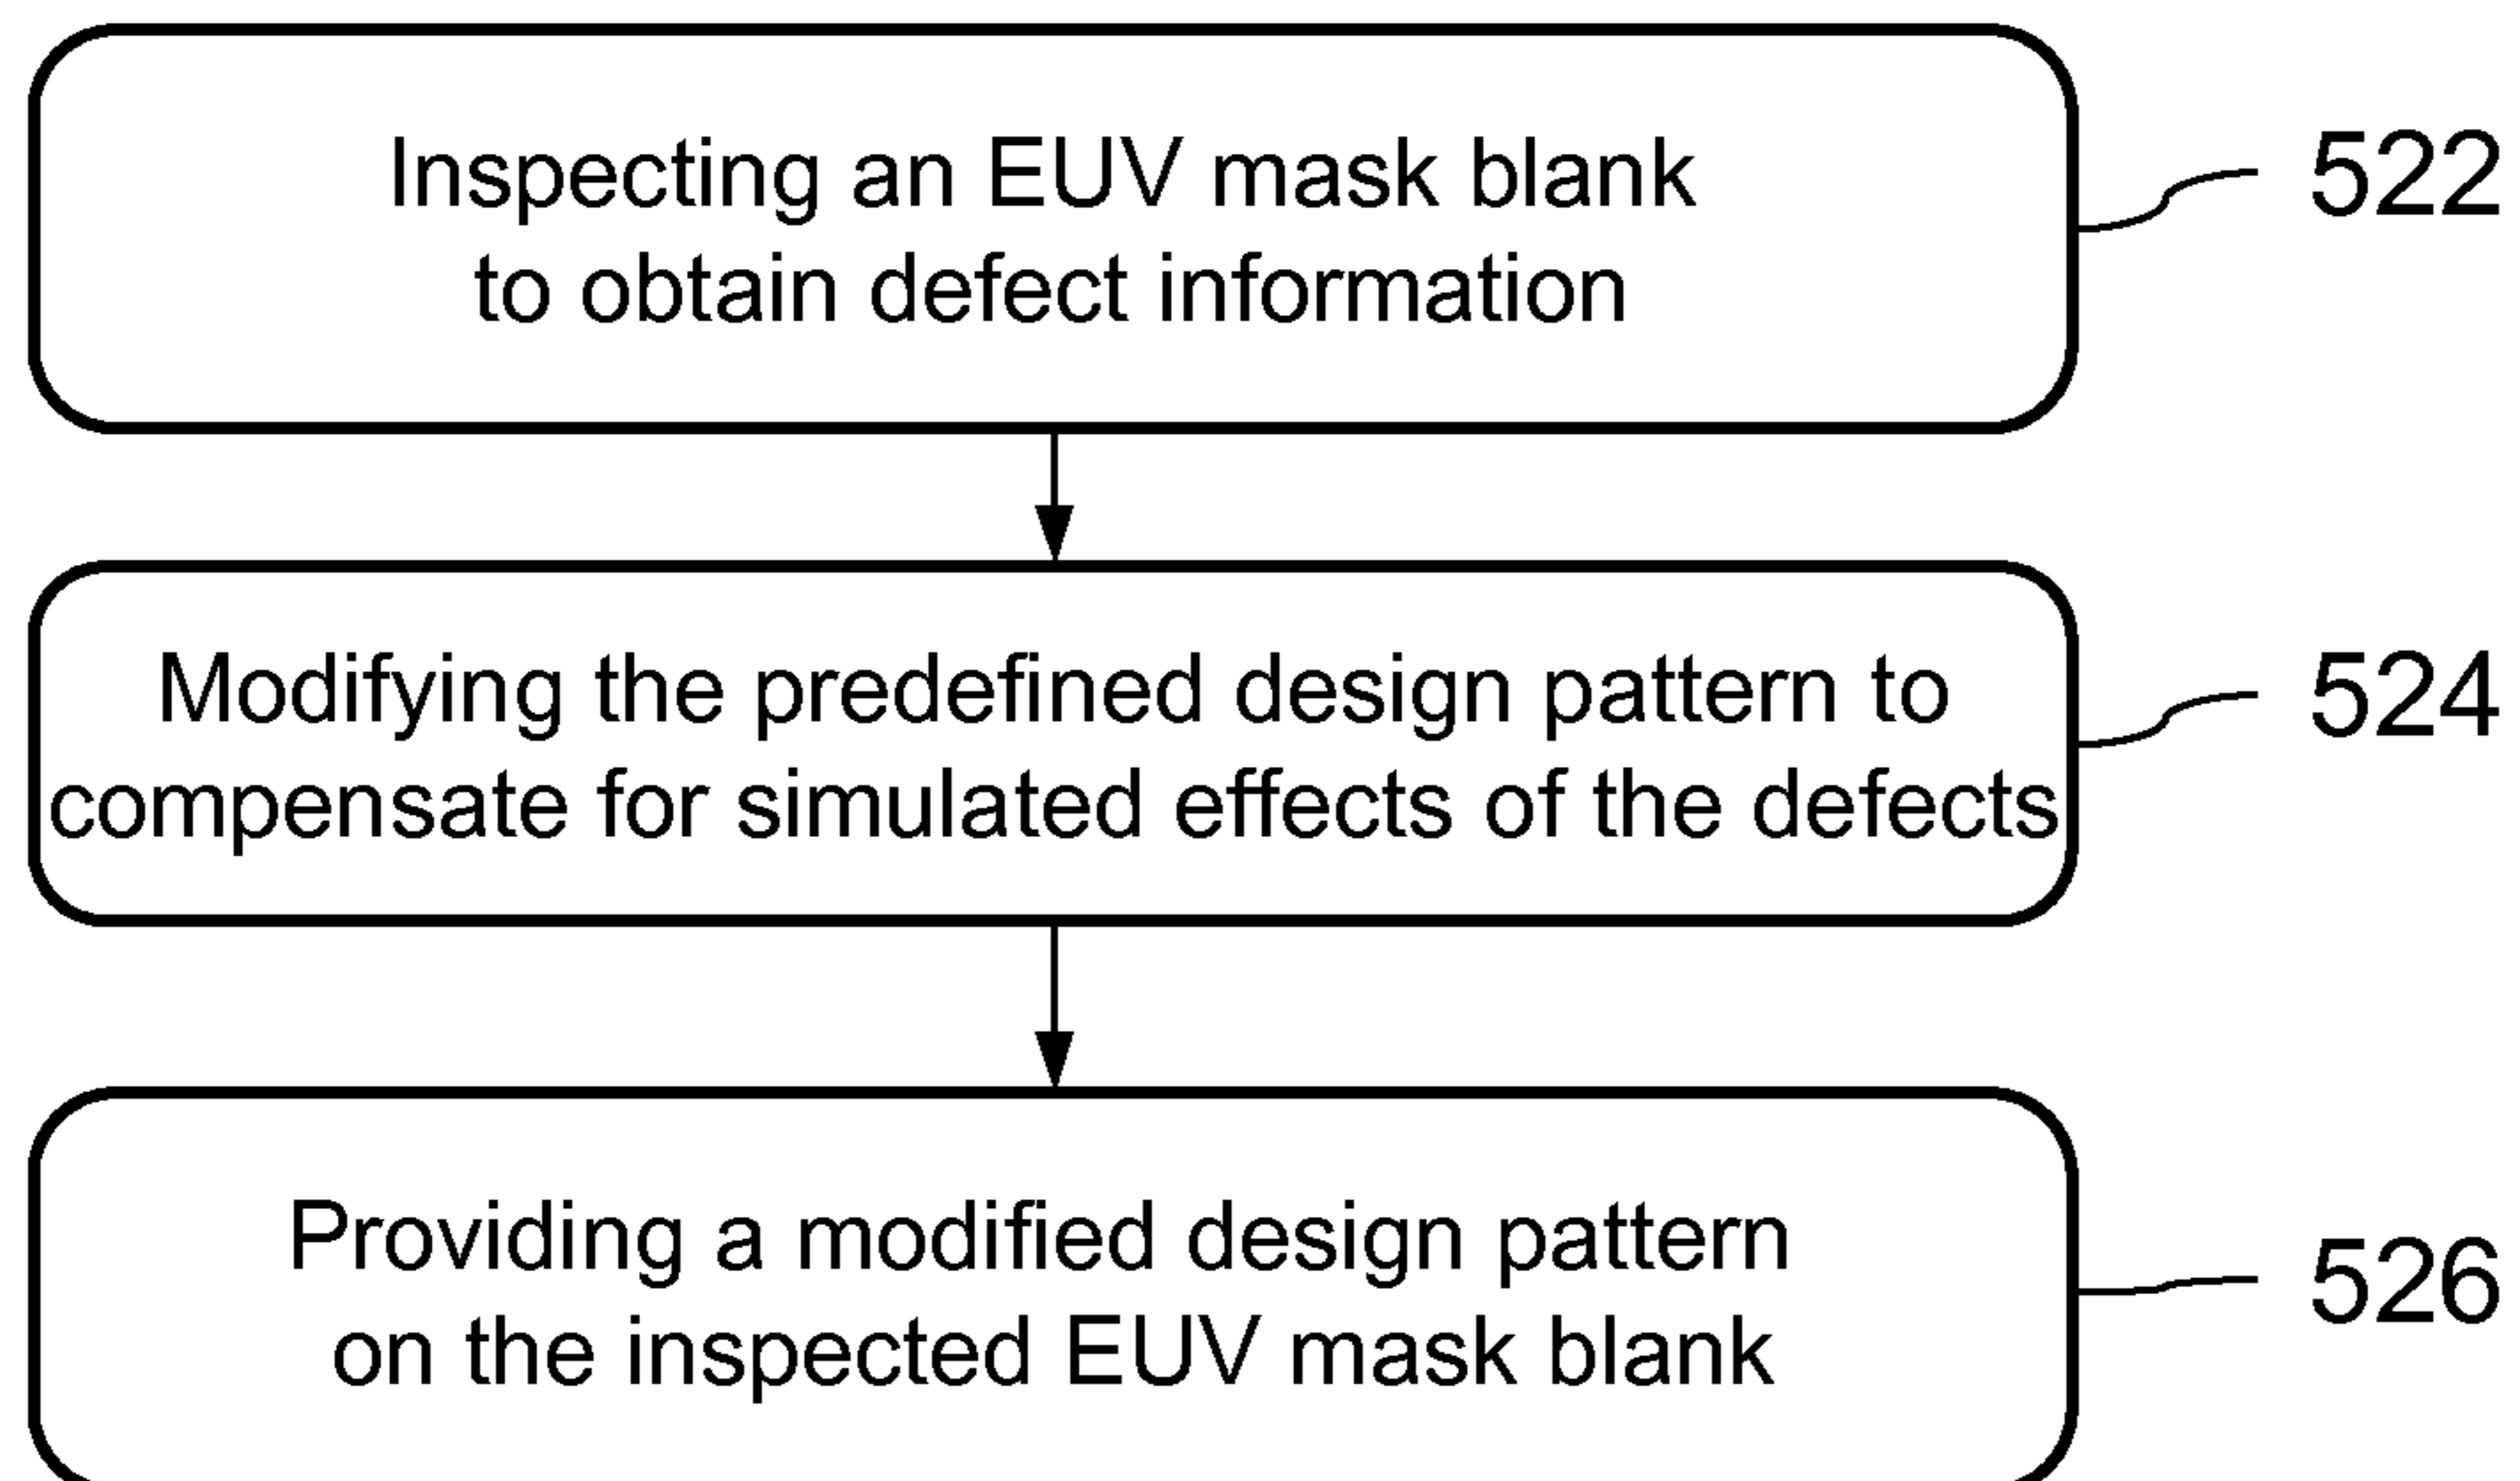 Inspecting an EUV mask blank
to obtain defect information
522
Modifying the predefined design pattern to
compensate for simulated effects of the defects
524
Providing a modified design pattern
on the inspected EUV mask blank
526